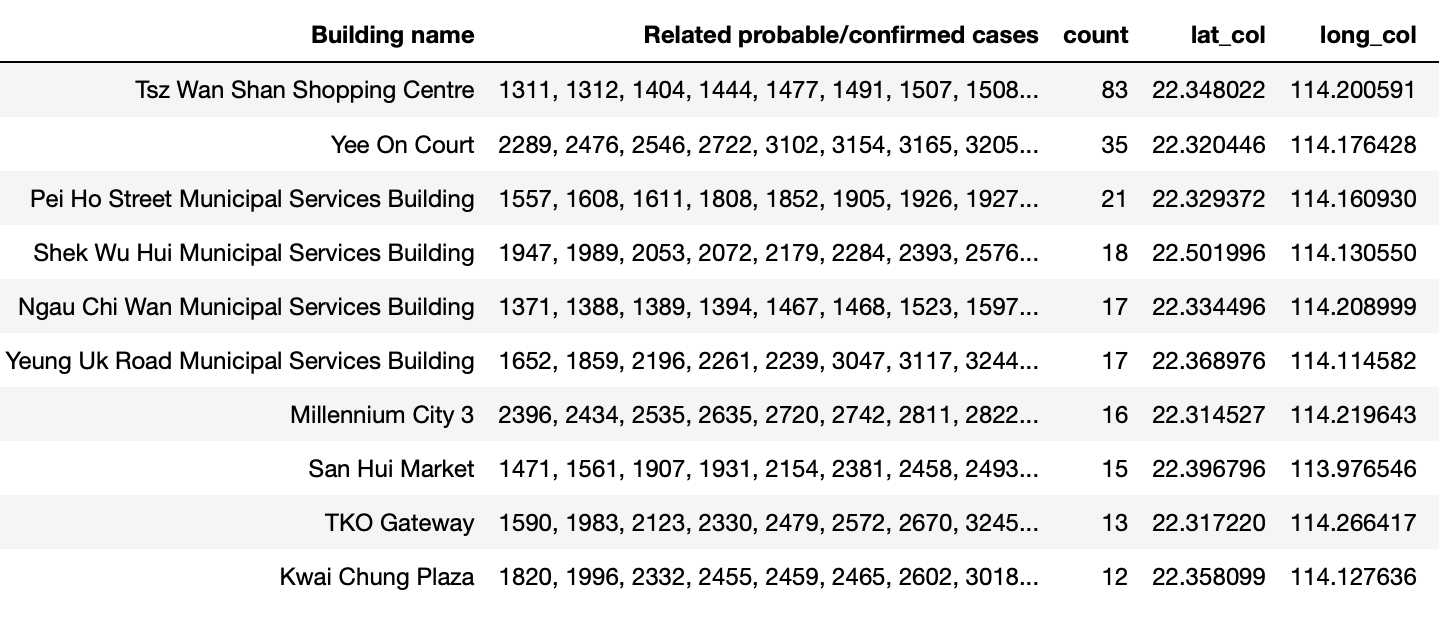 Building name Related probable/confirmed cases count lat_col long_col
Tsz Wan Shan Shopping Centre 1311, 1312, 1404, 1444, 1477, 1491, 1507, 1508... 83 22.348022 114.200591
Yee On Court 2289, 2476, 2546, 2722, 3102, 3154, 3165, 3205... 35 22.320446 114.176428
Pei Ho Street Municipal Services Building 1557, 1608, 1611, 1808, 1852, 1905, 1926, 1927... 21 22.329372 114.160930
Shek Wu Hui Municipal Services Building 1947, 1989, 2053, 2072, 2179, 2284, 2393, 2576... 18 22.501996 114.130550
Ngau Chi Wan Municipal Services Building 1371, 1388, 1389, 1394, 1467, 1468, 1523, 1597... 17 22.334496 114.208999
Yeung Uk Road Municipal Services Building 1652, 1859, 2196, 2261, 2239, 3047, 3117, 3244... 17 22.368976 114.114582
Millennium City 3 2396, 2434, 2535, 2635, 2720, 2742, 2811, 2822... 16 22.314527 114.219643
San Hui Market 1471, 1561, 1907, 1931, 2154, 2381, 2458, 2493... 15 22.396796 113.976546
TKO Gateway 1590, 1983, 2123, 2330, 2479, 2572, 2670, 3245... 13 22.317220 114.266417
Kwai Chung Plaza 1820, 1996, 2332, 2455, 2459, 2465, 2602, 3018... 12 22.358099 114.127636